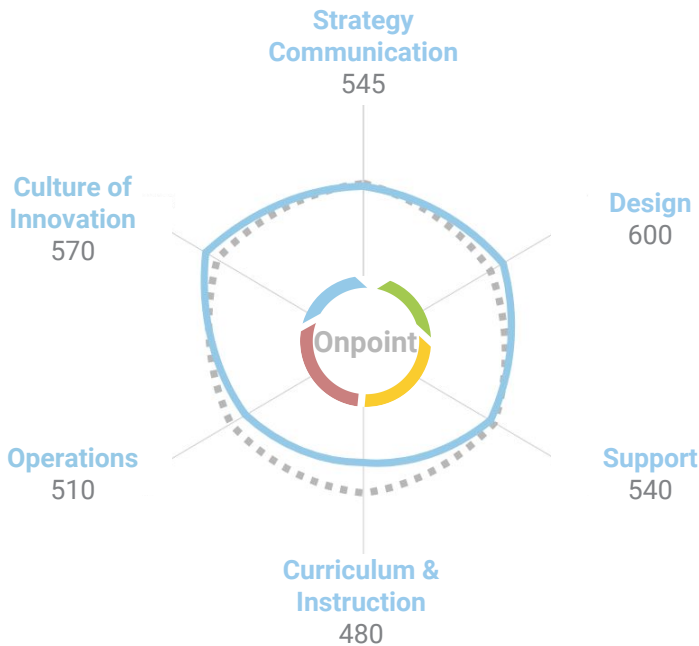 Strategy
Communication
545
Culture of
Innovation
570
Design
600
Onpoint
Operations
510
Support
540
Curriculum &
Instruction
480